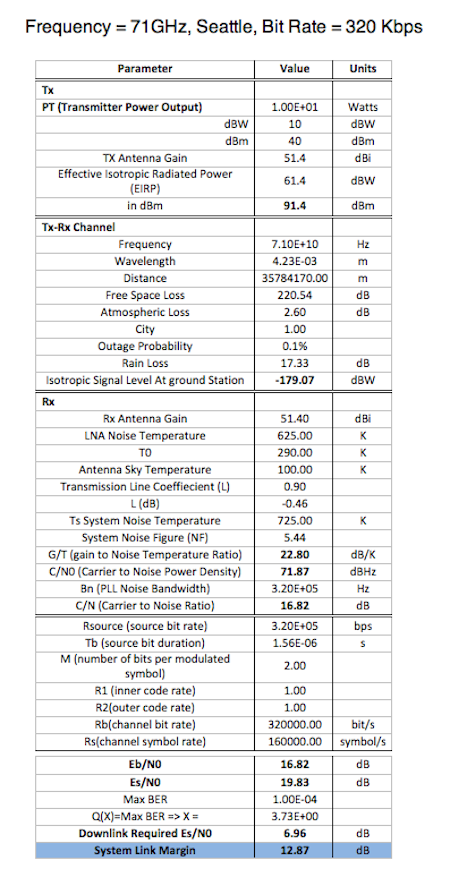 Frequency = 71GHz, Seattle, Bit Rate = 320 Kbps
Parameter Value Units
Tx
PT (Transmitter Power Output) 1.00E+01 Watts
dBW 10 dBW
dBm 40 dBm
TX Antenna Gain 51.4 dBi
Effective Isotropic Radiated Power
(EIRP) 61.4 dBW
in dBm 91.4 dBm
Tx-Rx Channel
Frequency 7.10E+10 Hz
Wavelength 4.23E-03 m
Distance 35784170.00 m
Free Space Loss 220.54 dB
Atmospheric Loss 2.60 dB
City 1.00
Outage Probability 0.1%
Rain Loss 17.33 dB
Isotropic Signal Level At ground Station -179.07 dBW
Rx
Rx Antenna Gain 51.40 dBi
LNA Noise Temperature 625.00 K
T0 290.00 K
Antenna Sky Temperature 100.00 K
Transmission Line Coeffiecient (L) 0.90
L (dB) -0.46
Ts System Noise Temperature 725.00 K
System Noise Figure (NF) 5.44
G/T (gain to Noise Temperature Ratio) 22.80 dB/K
C/N0 (Carrier to Noise Power Density) 71.87 dBHz
Bn (PLL Noise Bandwidth) 3.20E+05 Hz
C/N (Carrier to Noise Ratio) 16.82 dB
Rsource (source bit rate) 3.20E+05 bps
Tb (source bit duration) 1.56E-06 s
M (number of bits per modulated
symbol) 2.00
R1 (inner code rate) 1.00
R2(outer code rate) 1.00
Rb(channel bit rate) 320000.00 bit/s
Rs(channel symbol rate) 160000.00 symbol/s
Eb/N0 16.82 dB
Es/N0 19.83 dB
Max BER 1.00E-04
Q(X)=Max BER => X = 3.73E+00
Downlink Required Es/N0 6.96 dB
System Link Margin 12.87 dB